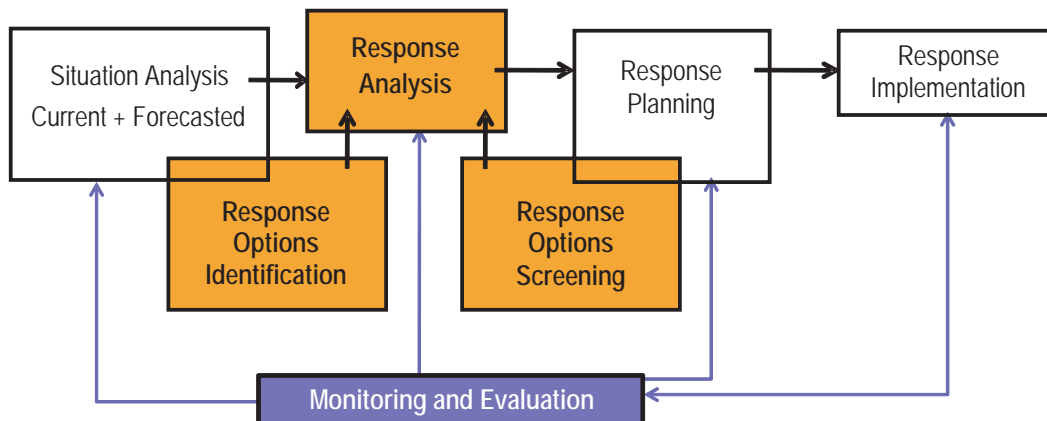 Situation Analysis
Current + Forecasted
Response
Analysis
Response
Planning
Response
Implementation
Response
Options
Identification
Response
Options
Screening
Monitoring and Evaluation